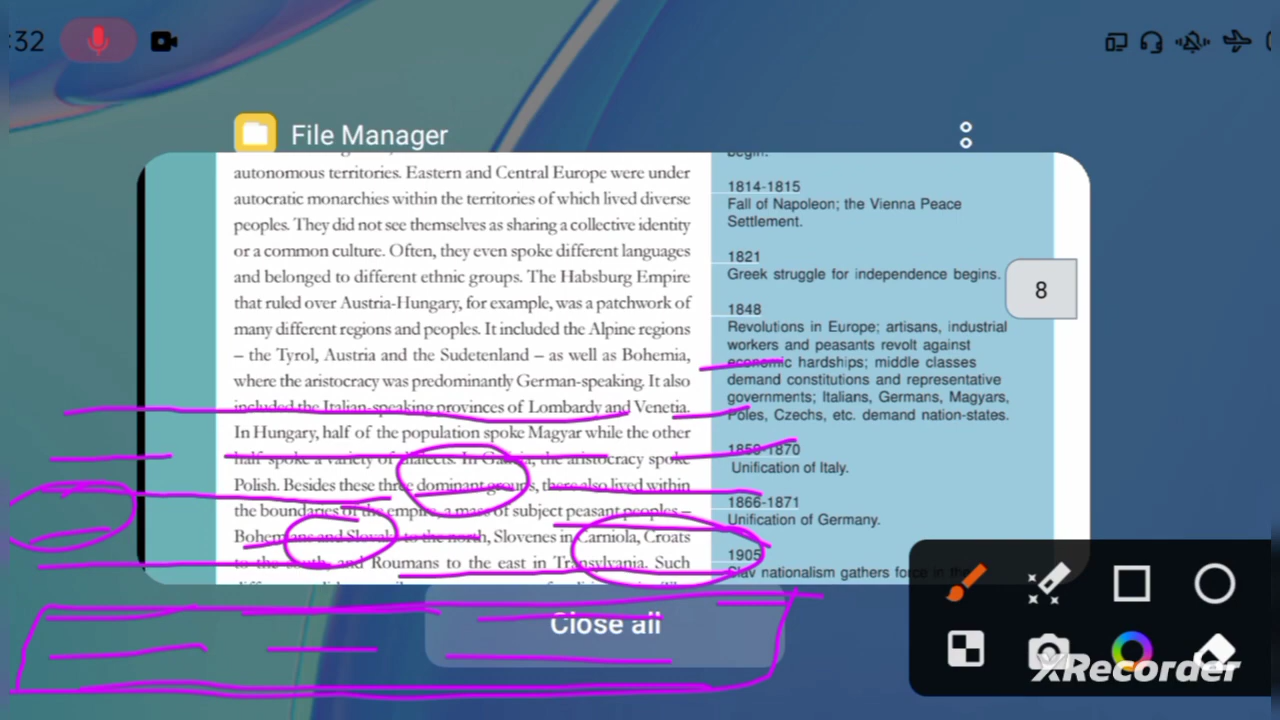 :32
File Manager
autonomous territories. Eastern and Central Europe were under
autocratic monarchies within the territories of which lived diverse
peoples. They did not see themselves as sharing a collective identity
or a common culture. Often, they even spoke different languages
and belonged to different ethnic groups. The Habsburg Empire
that ruled over Austria-Hungary, for example, was a patchwork of
many different regions and peoples. It included the Alpine regions
– the Tyrol, Austria and the Sudetenland – as well as Bohemia,
where the aristocracy was predominantly German-speaking. It also
included the Italian-speaking provinces of Lombardy and Venetia.
In Hungary, half of the population spoke Magyar while the other
half spoke a variety of dialects. In Galicia, the aristocracy spoke
Polish. Besides these three dominant groups, there also lived within
the boundaries of the empire, a mass of subject peasant peoples –
Bohemians and Slovaks to the north, Slovenes in Carniola, Croats
to the south, and Roumans to the east in Transylvania. Such
begin.
1814-1815
Fall of Napoleon; the Vienna Peace
Settlement.
1821
Greek struggle for independence begins.
1848
Revolutions in Europe; artisans, industrial
workers and peasants revolt against
economic hardships; middle classes
demand constitutions and representative
governments; Italians, Germans, Magyars,
Poles, Czechs, etc. demand nation-states.
1859-1870
Unification of Italy.
1866-1871
Unification of Germany.
1905
Slav nationalism gathers force in the
8
Close all
XRecorder